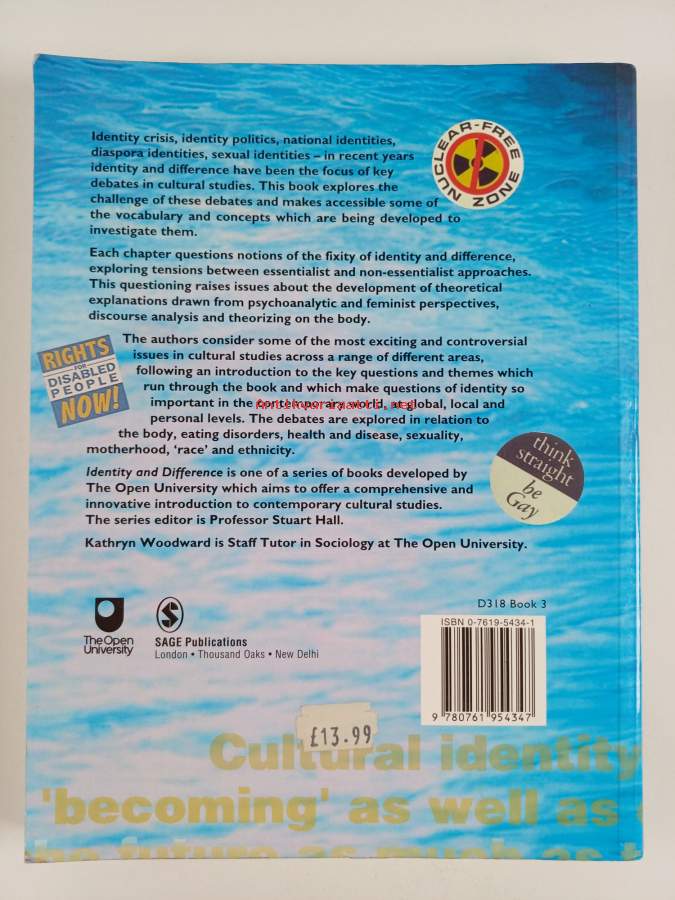 NUCLEAR-FREE ZONE
Identity crisis, identity politics, national identities,
diaspora identities, sexual identities – in recent years
identity and difference have been the focus of key
debates in cultural studies. This book explores the
challenge of these debates and makes accessible some of
the vocabulary and concepts which are being developed to
investigate them.
Each chapter questions notions of the fixity of identity and difference,
exploring tensions between essentialist and non-essentialist approaches.
This questioning raises issues about the development of theoretical
explanations drawn from psychoanalytic and feminist perspectives,
discourse analysis and theorizing on the body.
RIGHTS
FOR
DISABLED
PEOPLE
NOW!
The authors consider some of the most exciting and controversial
issues in cultural studies across a range of different areas,
following an introduction to the key questions and themes which
run through the book and which make questions of identity so
important in the contemporary world, at global, local and
personal levels. The debates are explored in relation to
the body, eating disorders, health and disease, sexuality,
motherhood, 'race' and ethnicity.
Antikvariaatti.net
think
straight
be
Gay
Identity and Difference is one of a series of books developed by
The Open University which aims to offer a comprehensive and
innovative introduction to contemporary cultural studies.
The series editor is Professor Stuart Hall.
Kathryn Woodward is Staff Tutor in Sociology at The Open University.
The Open
University
S
SAGE Publications
London • Thousand Oaks • New Delhi
D318 Book 3
ISBN 0-7619-5434-1
9 780761 954347
£13.99
Cultural identity
'becoming' as well as
be future as much as